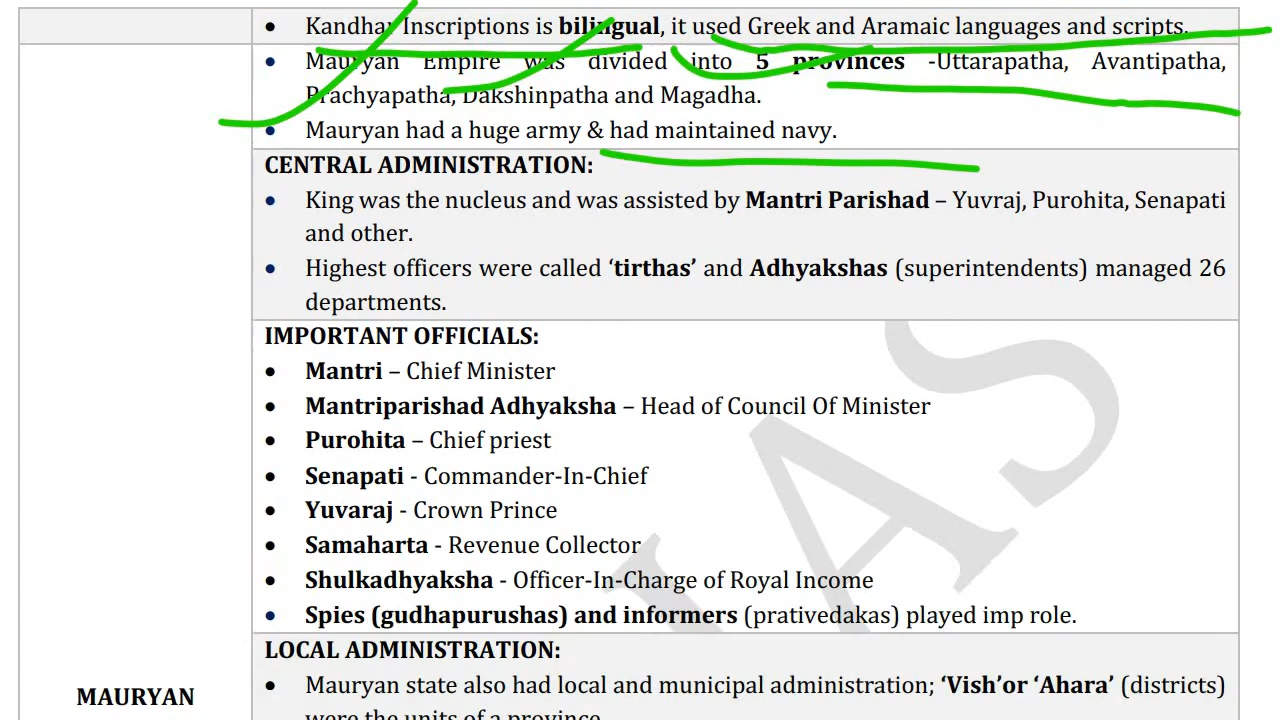 Kandhar Inscriptions is bilingual, it used Greek and Aramaic languages and scripts.
Mauryan Empire was divided into 5 provinces -Uttarapatha, Avantipatha,
Prachyapatha, Dakshinpatha and Magadha.
Mauryan had a huge army & had maintained navy.
CENTRAL ADMINISTRATION:
King was the nucleus and was assisted by Mantri Parishad – Yuvraj, Purohita, Senapati
and other.
Highest officers were called ‘tirthas’ and Adhyakshas (superintendents) managed 26
departments.
IMPORTANT OFFICIALS:
Mantri – Chief Minister
Mantriparishad Adhyaksha – Head of Council Of Minister
Purohita – Chief priest
Senapati - Commander-In-Chief
Yuvaraj - Crown Prince
Samaharta - Revenue Collector
Shulkadhyaksha - Officer-In-Charge of Royal Income
Spies (gudhapurushas) and informers (prativedakas) played imp role.
LOCAL ADMINISTRATION:
Mauryan state also had local and municipal administration; ‘Vish’or ‘Ahara’ (districts)
were the units of a province.
MAURYAN
IAS